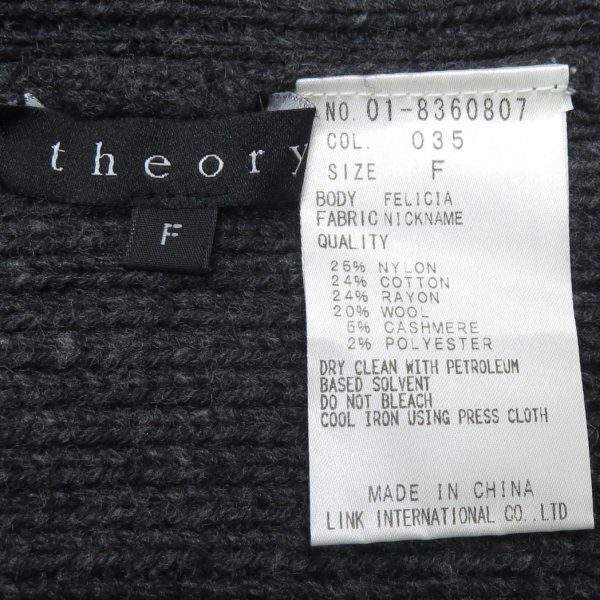 theory
F
NO. 01-8360807
COL. 035
SIZE F
BODY FELICIA
FABRIC NICKNAME
QUALITY
25% NYLON
24% COTTON
24% RAYON
20% WOOL
5% CASHMERE
2% POLYESTER
DRY CLEAN WITH PETROLEUM
BASED SOLVENT
DO NOT BLEACH
COOL IRON USING PRESS CLOTH
MADE IN CHINA
LINK INTERNATIONAL CO.,LTD